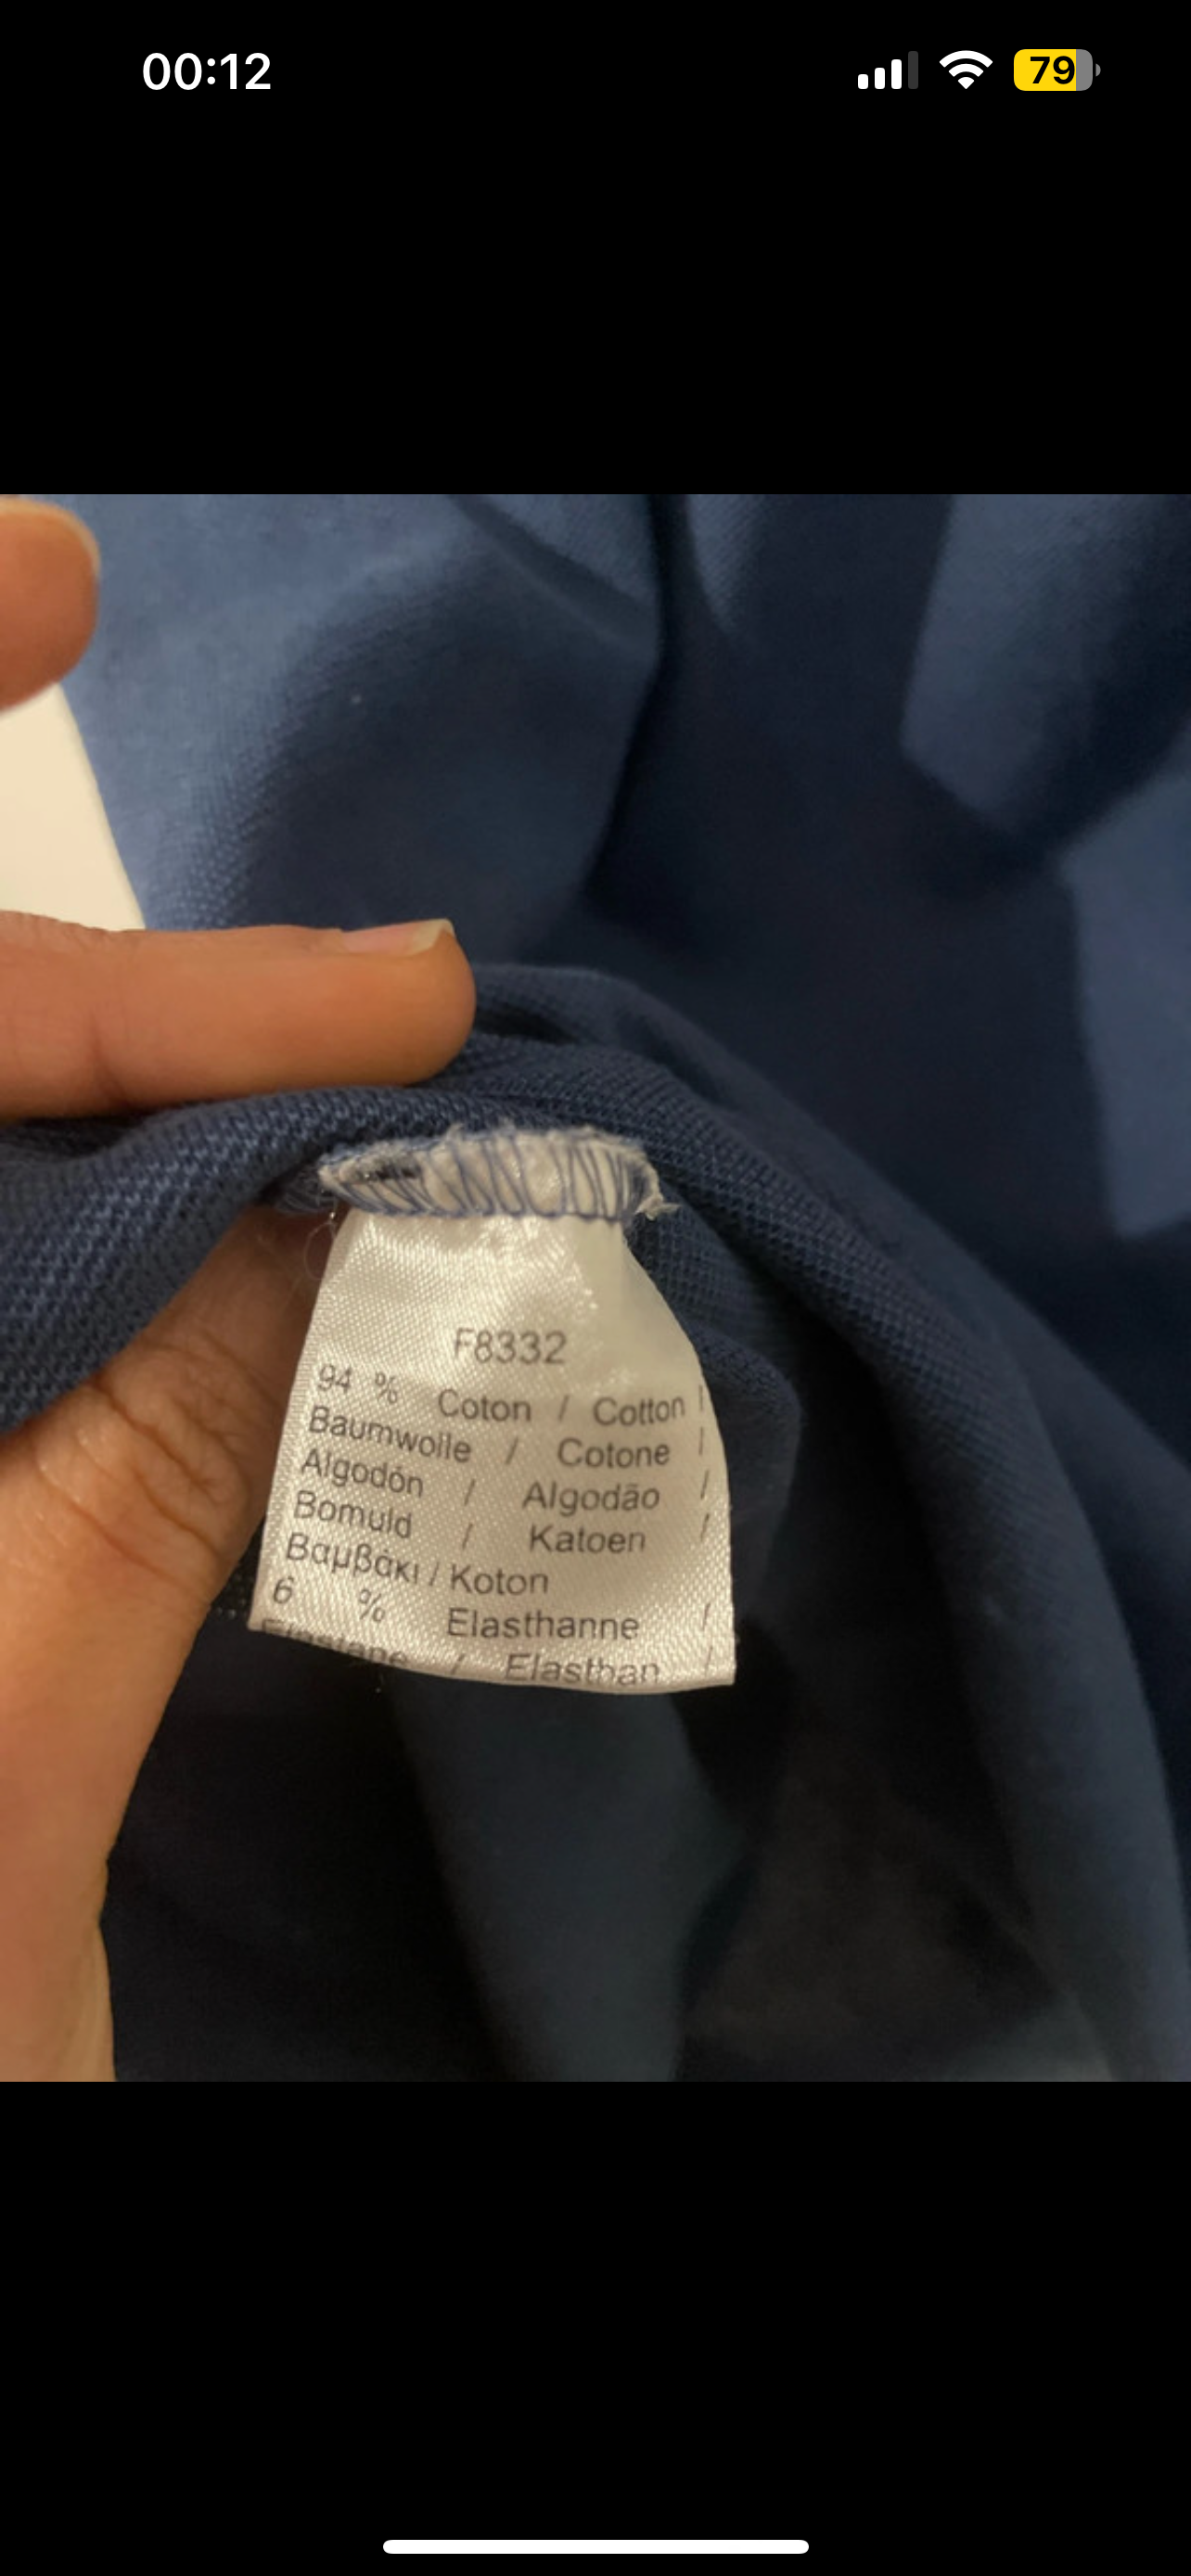 00:12
79
F8332
94 % Coton / Cotton /
Baumwolle / Cotone /
Algodón / Algodão /
Bomuld / Katoen /
Βαμβάκι / Koton
6 % Elasthanne /
/ Elasthan /